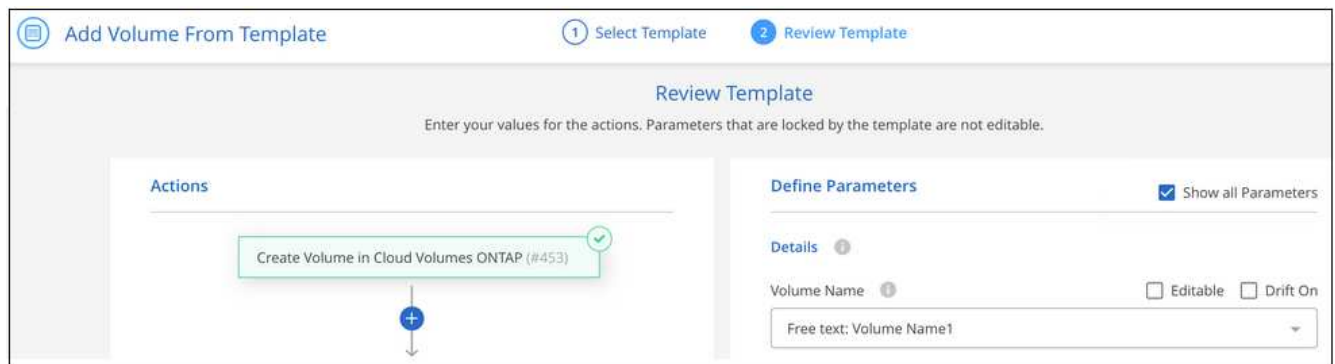 Add Volume From Template
1 Select Template
2 Review Template
Review Template
Enter your values for the actions. Parameters that are locked by the template are not editable.
Actions
Create Volume in Cloud Volumes ONTAP (#453)
Define Parameters
Show all Parameters
Details
Volume Name
Editable
Drift On
Free text: Volume Name1